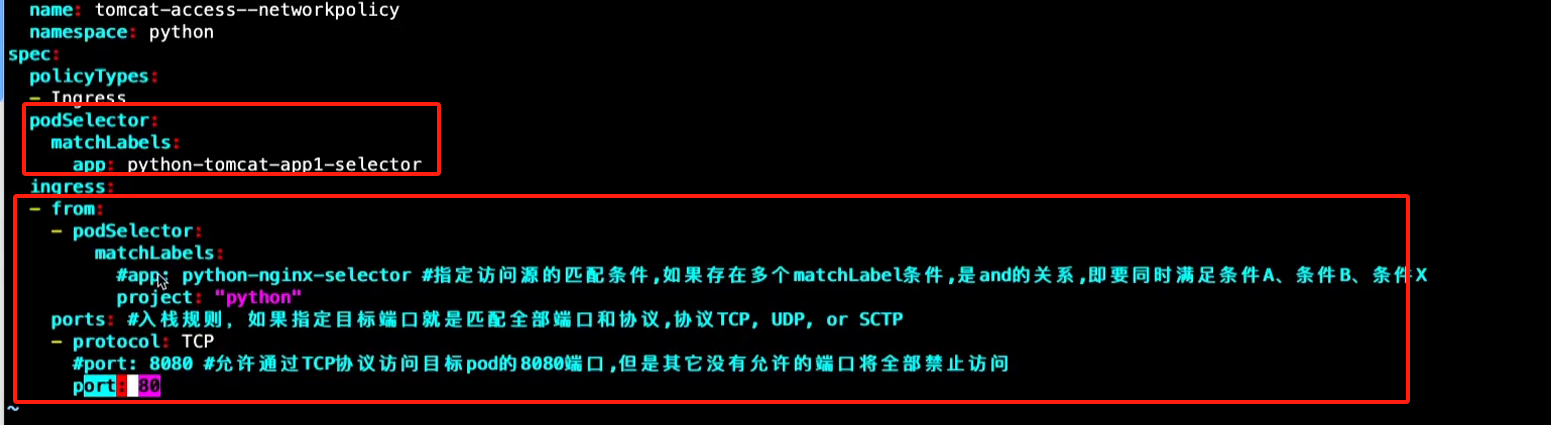 name: tomcat-access--networkpolicy
namespace: python
spec:
policyTypes:
- Ingress
podSelector:
matchLabels:
app: python-tomcat-app1-selector
ingress:
- from:
- podSelector:
matchLabels:
#app: python-nginx-selector #指定访问源的匹配条件,如果存在多个matchLabel条件,是and的关系,即要同时满足条件A、条件B、条件X
project: "python"
ports: #入栈规则，如果指定目标端口就是匹配全部端口和协议,协议TCP, UDP, or SCTP
- protocol: TCP
#port: 8080 #允许通过TCP协议访问目标pod的8080端口,但是其它没有允许的端口将全部禁止访问
port: 80
~